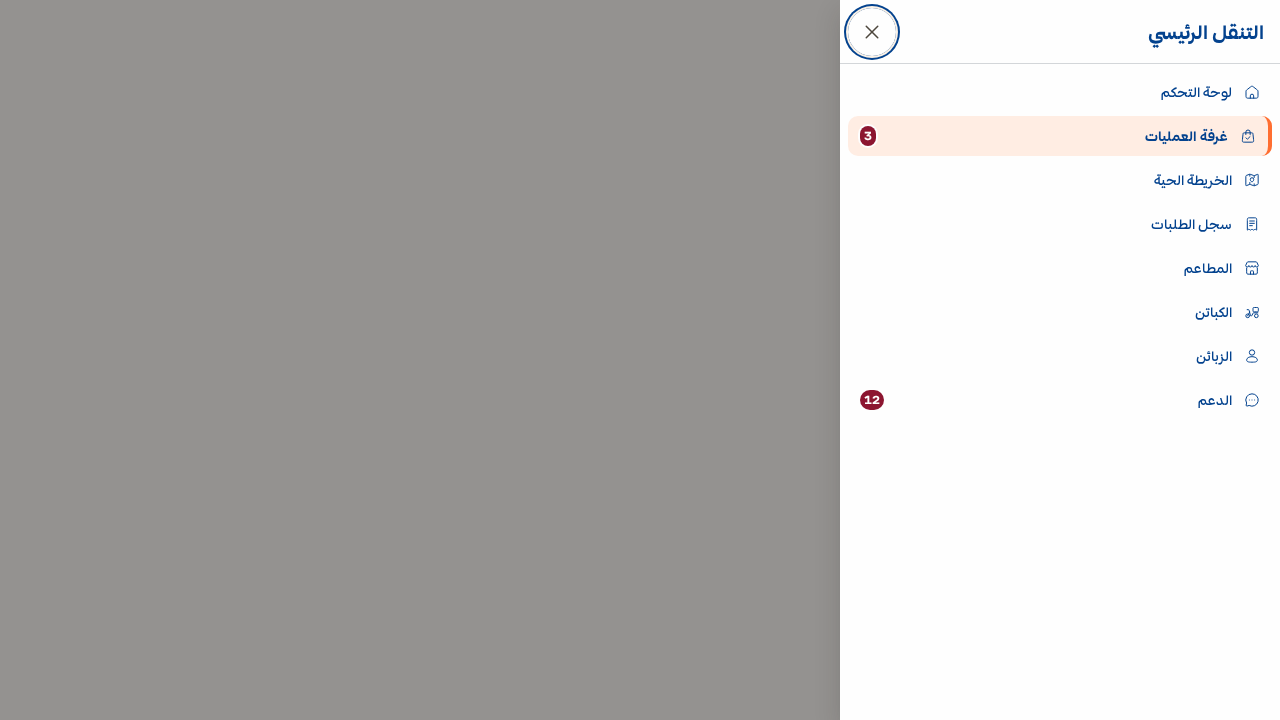 التنقل الرئيسي
لوحة التحكم
غرفة العمليات 3
الخريطة الحية
سجل الطلبات
المطاعم
الكباتن
الزبائن
الدعم 12